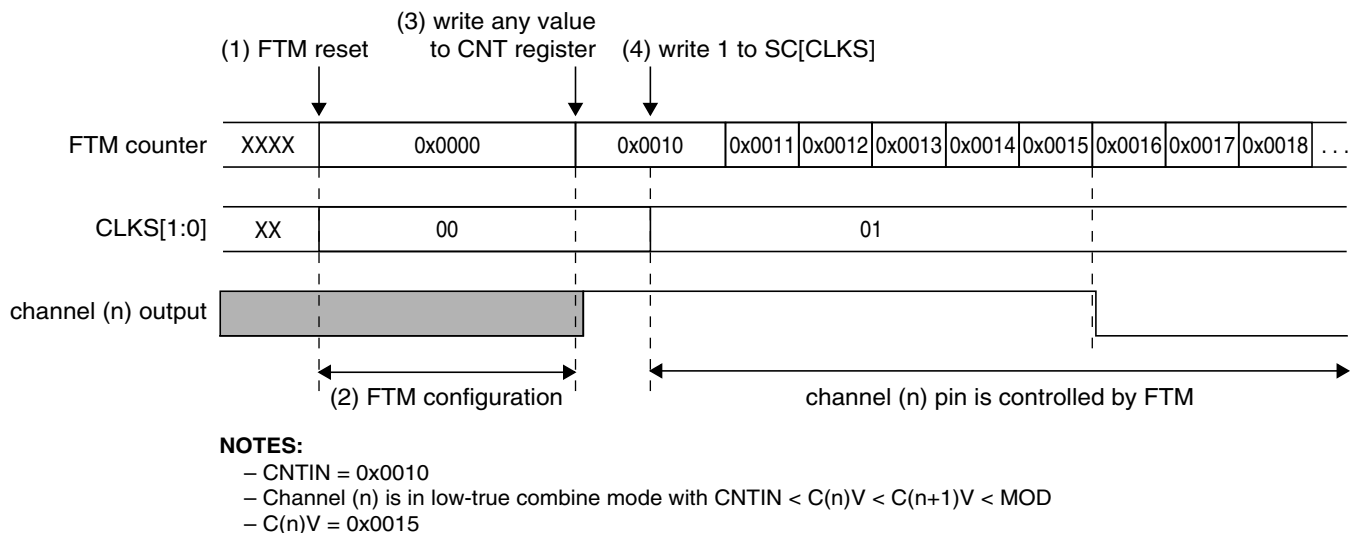 (3) write any value
(1) FTM reset to CNT register (4) write 1 to SC[CLKS]
FTM counter XXXX 0x0000 0x0010 0x0011 0x0012 0x0013 0x0014 0x0015 0x0016 0x0017 0x0018 ...
CLKS[1:0] XX 00 01
channel (n) output
(2) FTM configuration channel (n) pin is controlled by FTM
NOTES:
– CNTIN = 0x0010
– Channel (n) is in low-true combine mode with CNTIN < C(n)V < C(n+1)V < MOD
– C(n)V = 0x0015